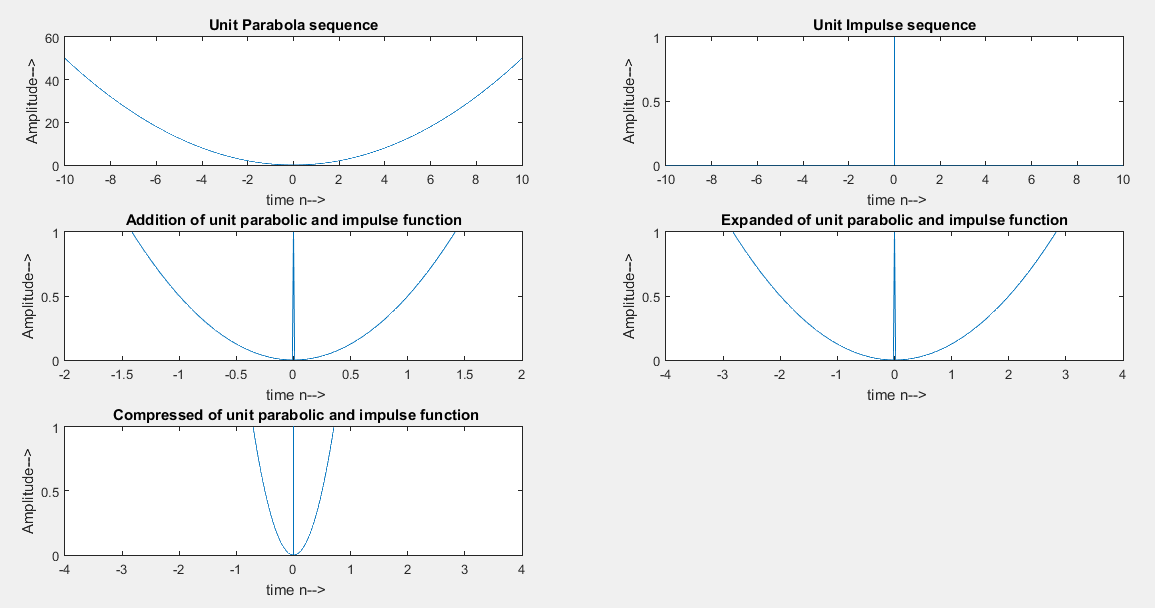 Unit Parabola sequence
60
40
20
0
Amplitude-->
-10 -8 -6 -4 -2 0 2 4 6 8 10
time n-->
Unit Impulse sequence
1
0.5
0
Amplitude-->
-10 -8 -6 -4 -2 0 2 4 6 8 10
time n-->
Addition of unit parabolic and impulse function
1
0.5
0
Amplitude-->
-2 -1.5 -1 -0.5 0 0.5 1 1.5 2
time n-->
Expanded of unit parabolic and impulse function
1
0.5
0
Amplitude-->
-4 -3 -2 -1 0 1 2 3 4
time n-->
Compressed of unit parabolic and impulse function
1
0.5
0
Amplitude-->
-4 -3 -2 -1 0 1 2 3 4
time n-->